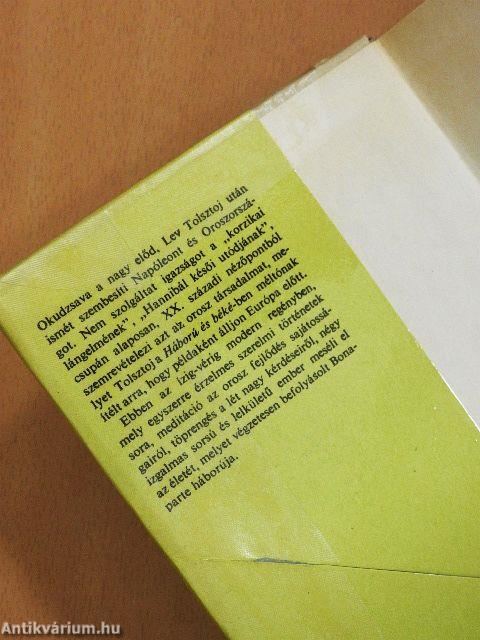 Okudzsava a nagy előd, Lev Tolsztoj után
ismét szembesíti Napóleont és Oroszorszá-
got. Nem szolgáltat igazságot a „korzikai
lángelmének", „Hannibál késői utódjának",
csupán alaposan, XX. századi nézőpontból
szemrevételezi azt az orosz társadalmat, me-
lyet Tolsztoj a Háború és béké-ben méltónak
ítélt arra, hogy példaként álljon Európa előtt.
Ebben az ízig-vérig modern regényben,
mely egyszerre érzelmes szerelmi történetek
sora, meditáció az orosz fejlődés sajátossá-
gairól, töprengés a lét nagy kérdéseiről, négy
izgalmas sorsú és lelkületű ember meséli el
az életét, melyet végzetesen befolyásolt Bona-
parte háborúja.
Antikvárium.hu